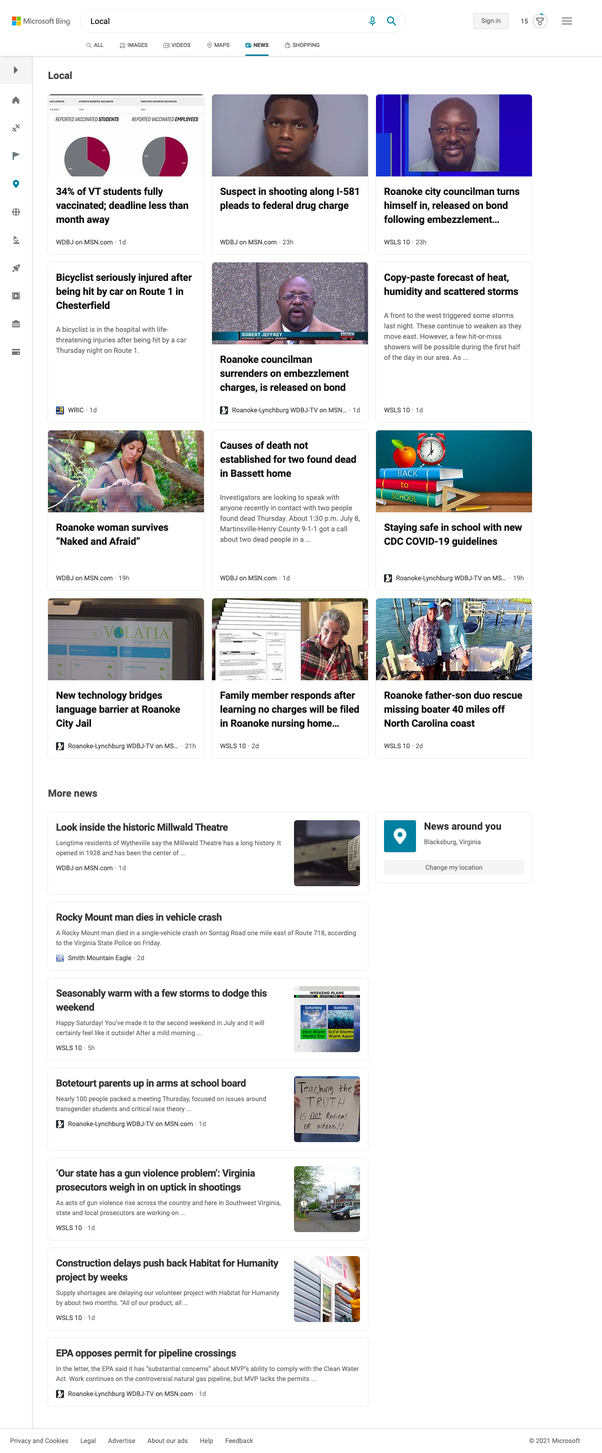 Microsoft Bing
Local
Sign in
15
ALL
IMAGES
VIDEOS
MAPS
NEWS
SHOPPING
Local
REPORTED VACCINATED STUDENTS
REPORTED VACCINATED EMPLOYEES
34% of VT students fully
vaccinated; deadline less than
month away
WDBJ on MSN.com · 1d
Suspect in shooting along I-581
pleads to federal drug charge
WDBJ on MSN.com · 23h
Roanoke city councilman turns
himself in, released on bond
following embezzlement...
WSLS 10 · 23h
Bicyclist seriously injured after
being hit by car on Route 1 in
Chesterfield
A bicyclist is in the hospital with life-
threatening injuries after being hit by a car
Thursday night on Route 1.
WRIC · 1d
ROBERT JEFFREY
Roanoke councilman
surrenders on embezzlement
charges, is released on bond
Roanoke-Lynchburg WDBJ-TV on MSN... · 1d
Copy-paste forecast of heat,
humidity and scattered storms
A front to the west triggered some storms
last night. These continue to weaken as they
move east. However, a few hit-or-miss
showers will be possible during the first half
of the day in our area. As ...
WSLS 10 · 1d
Roanoke woman survives
“Naked and Afraid”
WDBJ on MSN.com · 19h
Causes of death not
established for two found dead
in Bassett home
Investigators are looking to speak with
anyone recently in contact with two people
found dead Thursday. About 1:30 p.m. July 8,
Martinsville-Henry County 9-1-1 got a call
about two dead people in a ...
WDBJ on MSN.com · 1d
BACK
to
SCHOOL
Staying safe in school with new
CDC COVID-19 guidelines
Roanoke-Lynchburg WDBJ-TV on MS... · 19h
VOLATIA
New technology bridges
language barrier at Roanoke
City Jail
Roanoke-Lynchburg WDBJ-TV on MS... · 21h
Family member responds after
learning no charges will be filed
in Roanoke nursing home...
WSLS 10 · 2d
Roanoke father-son duo rescue
missing boater 40 miles off
North Carolina coast
WSLS 10 · 2d
More news
Look inside the historic Millwald Theatre
Longtime residents of Wytheville say the Millwald Theatre has a long history. It
opened in 1928 and has been the center of ...
WDBJ on MSN.com · 1d
News around you
Blacksburg, Virginia
Change my location
Rocky Mount man dies in vehicle crash
A Rocky Mount man died in a single-vehicle crash on Sontag Road one mile east of Route 718, according
to the Virginia State Police on Friday.
Smith Mountain Eagle · 2d
Seasonably warm with a few storms to dodge this
weekend
Happy Saturday! You've made it to the second weekend in July and it will
certainly feel like it outside! After a mild morning ...
WSLS 10 · 5h
WEEKEND PLANS
Saturday
Sunday
Botetourt parents up in arms at school board
Nearly 100 people packed a meeting Thursday, focused on issues around
transgender students and critical race theory ...
Roanoke-Lynchburg WDBJ-TV on MSN.com · 1d
Teaching the
TRUTH
IS Not Radical
OR WRONG!!
‘Our state has a gun violence problem’: Virginia
prosecutors weigh in on uptick in shootings
As acts of gun violence rise across the country and here in Southwest Virginia,
state and local prosecutors are working on ...
WSLS 10 · 1d
Construction delays push back Habitat for Humanity
project by weeks
Supply shortages are delaying our volunteer project with Habitat for Humanity
by about two months. “All of our product, all ...
WSLS 10 · 1d
EPA opposes permit for pipeline crossings
In the letter, the EPA said it has “substantial concerns” about MVP's ability to comply with the Clean Water
Act. Work continues on the controversial natural gas pipeline, but MVP lacks the permits ...
Roanoke-Lynchburg WDBJ-TV on MSN.com · 1d
Privacy and Cookies
Legal
Advertise
About our ads
Help
Feedback
© 2021 Microsoft